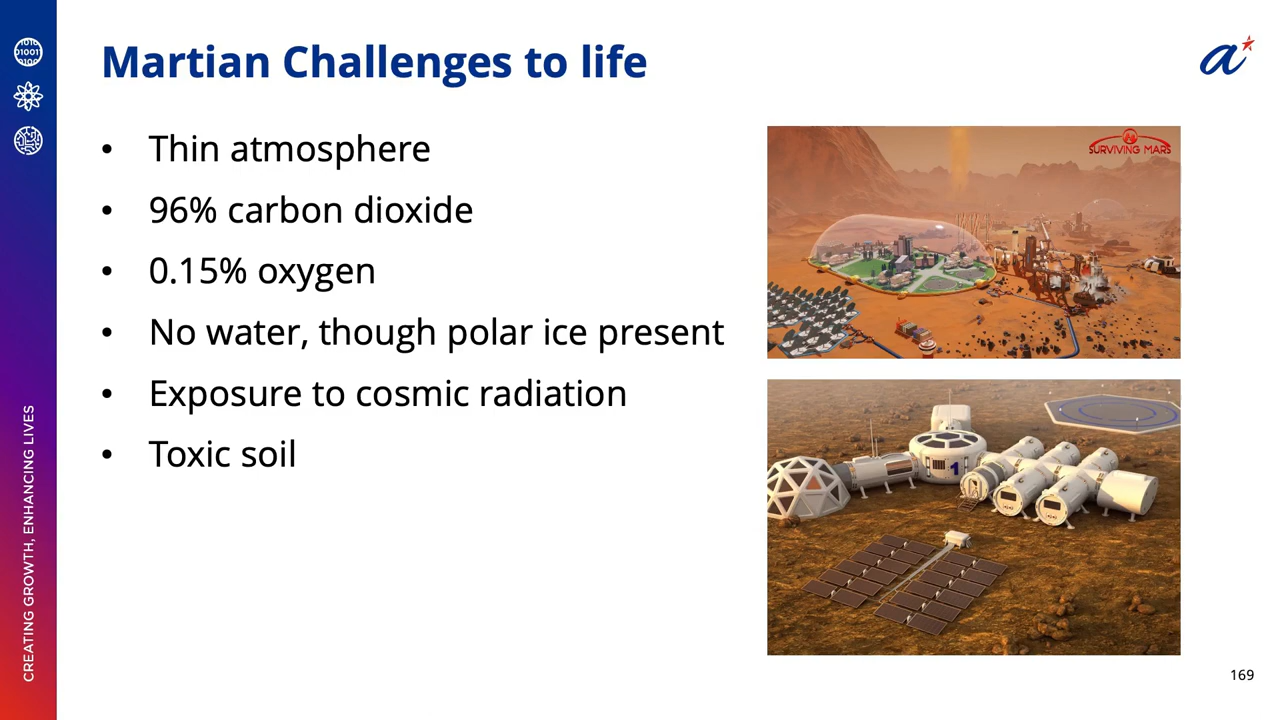 Martian Challenges to life
• Thin atmosphere
• 96% carbon dioxide
• 0.15% oxygen
• No water, though polar ice present
• Exposure to cosmic radiation
• Toxic soil
SURVIVING MARS
1
CREATING GROWTH, ENHANCING LIVES
169